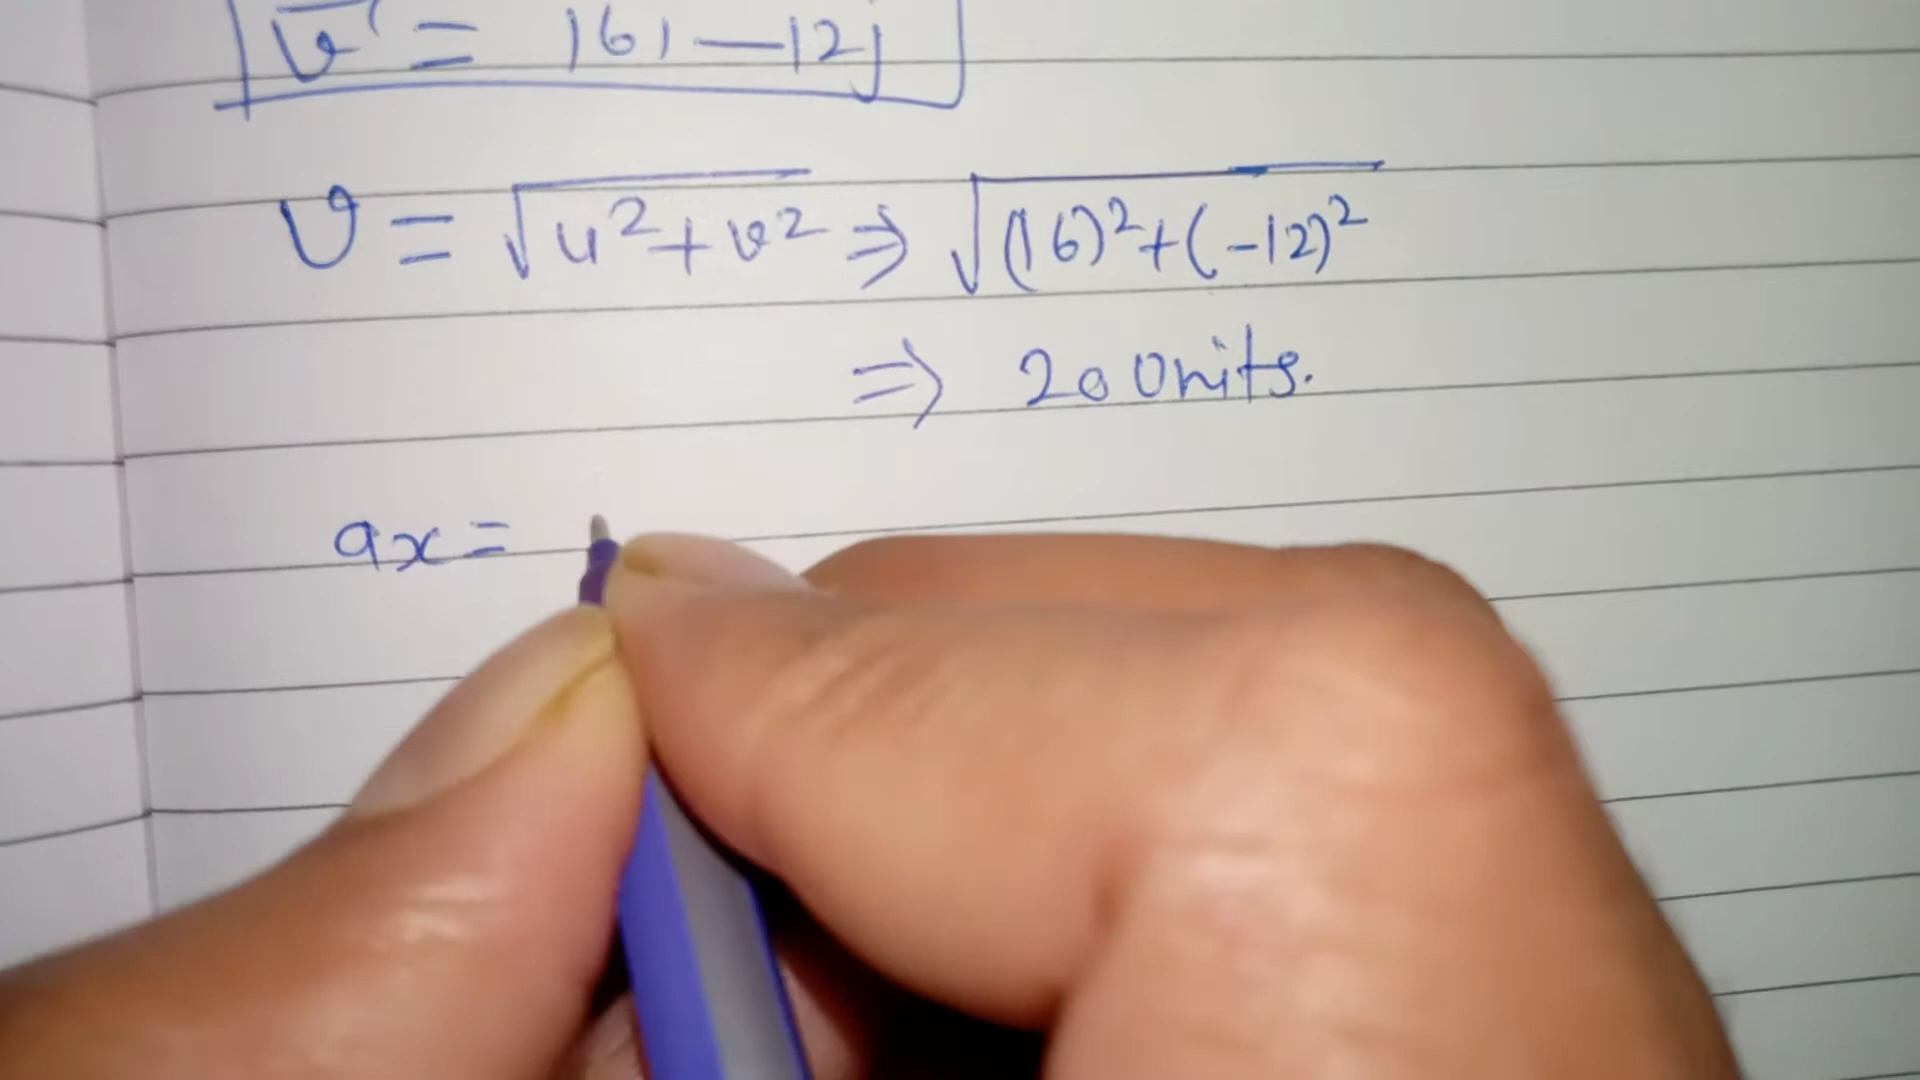 V = 16i - 12j
V = √u²+v² ⇒ √(16)²+(-12)²
⇒ 20 Units.
ax =